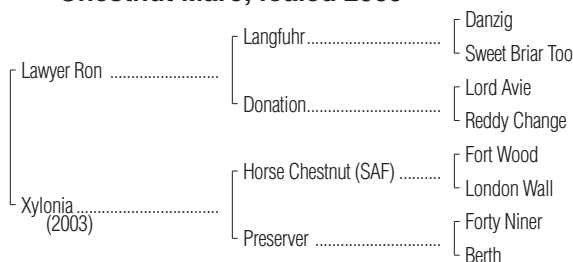 Chestnut Mare; foaled
Danzig
Langfuhr
Sweet Briar Too
Lawyer Ron
Lord Avie
Donation
Reddy Change
Fort Wood
Horse Chestnut (SAF)
London Wall
Xylonia
(2003)
Forty Niner
Preserver
Berth